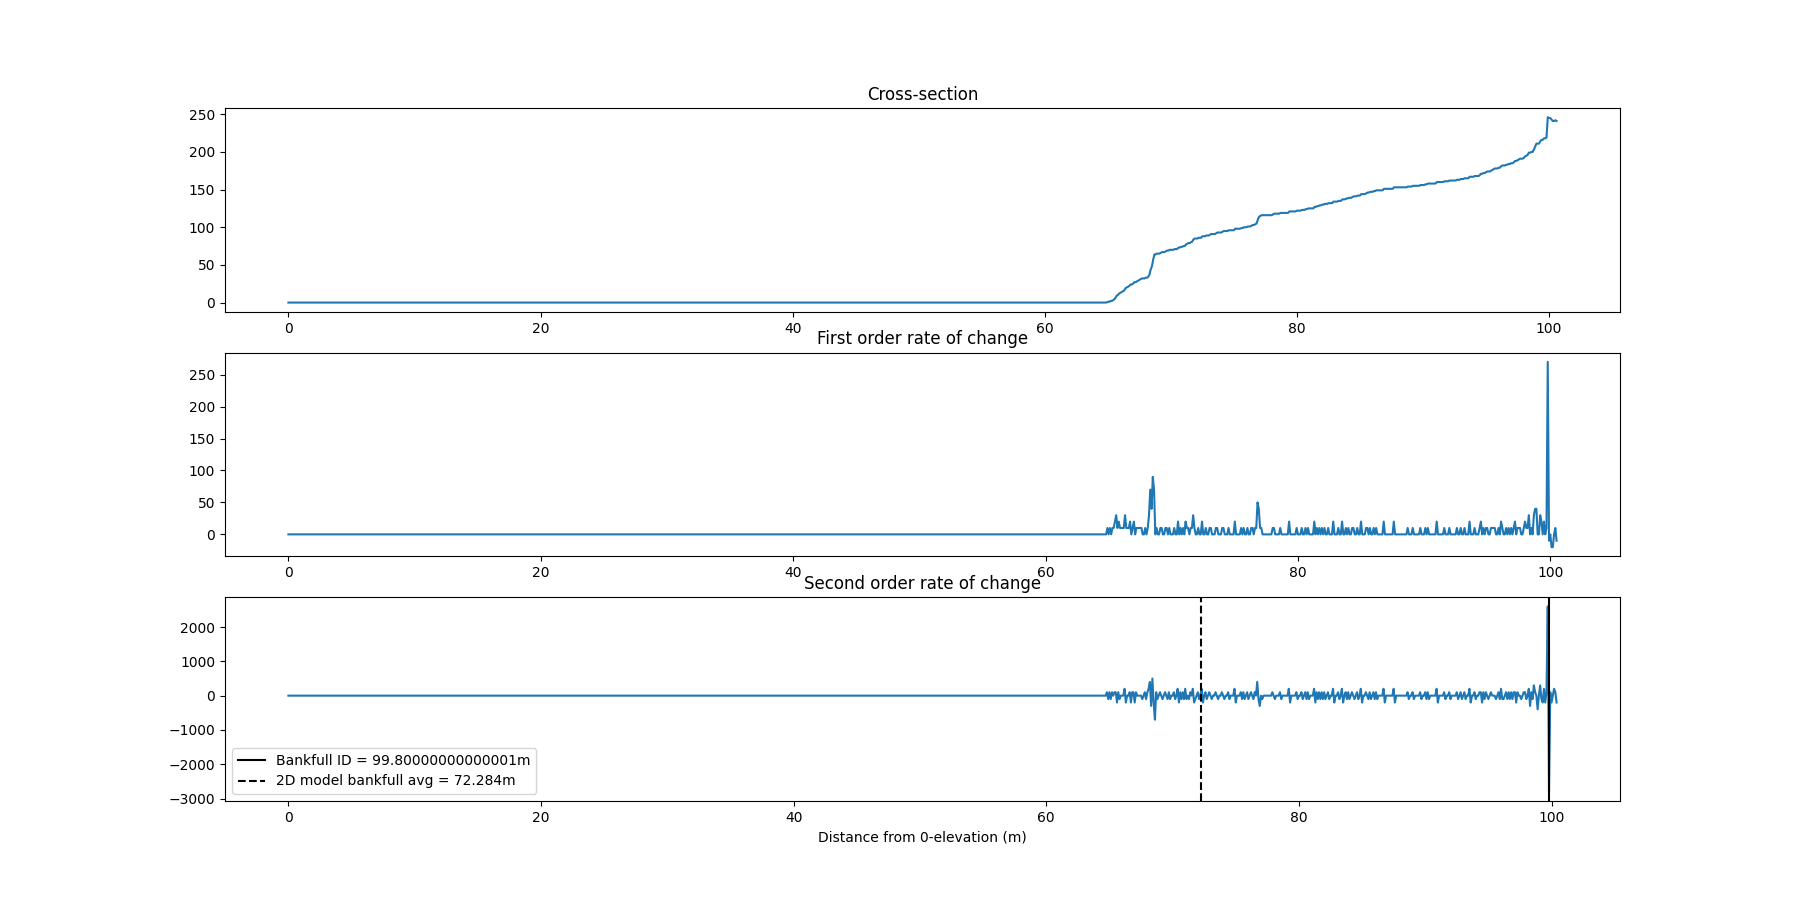 Cross-section
250
200
150
100
50
0
0 20 40 60 80 100
First order rate of change
250
200
150
100
50
0
0 20 40 60 80 100
Second order rate of change
2000
1000
0
−1000
−2000
−3000
Bankfull ID = 99.80000000000001m
2D model bankfull avg = 72.284m
0 20 40 60 80 100
Distance from 0-elevation (m)